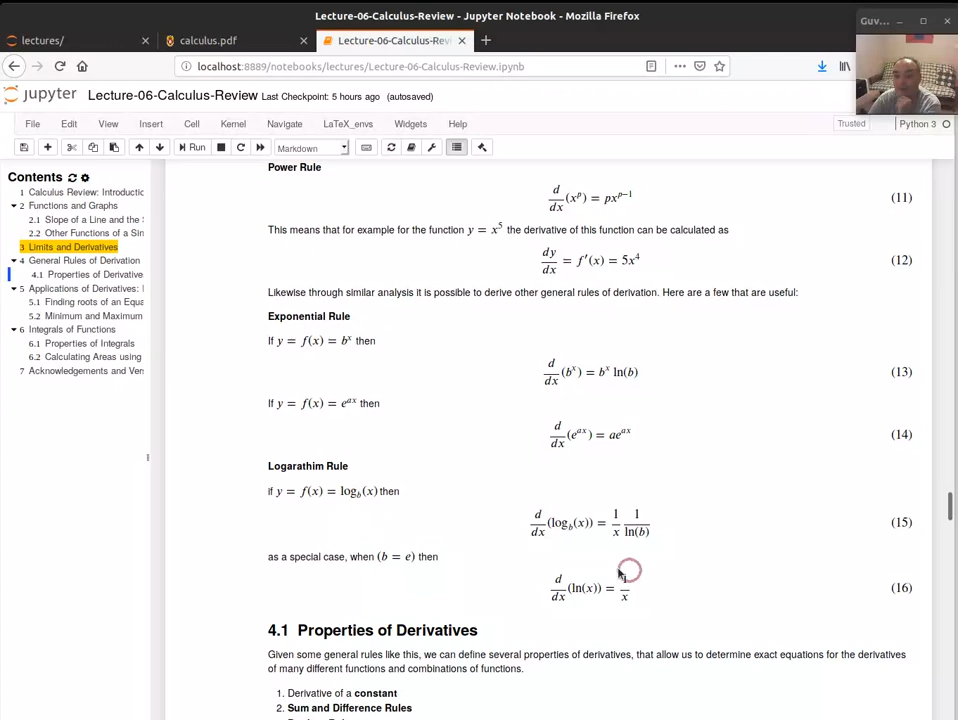 Lecture-06-Calculus-Review - Jupyter Notebook - Mozilla Firefox
Guv...
lectures/
calculus.pdf
Lecture-06-Calculus-Rev
localhost:8889/notebooks/lectures/Lecture-06-Calculus-Review.ipynb
jupyter Lecture-06-Calculus-Review Last Checkpoint: 5 hours ago (autosaved)
File Edit View Insert Cell Kernel Navigate LaTeX_envs Widgets Help Trusted Python 3
Run Markdown
Contents
1 Calculus Review: Introductic
2 Functions and Graphs
2.1 Slope of a Line and the
2.2 Other Functions of a Sin
3 Limits and Derivatives
4 General Rules of Derivation
4.1 Properties of Derivative
5 Applications of Derivatives:
5.1 Finding roots of an Equa
5.2 Minimum and Maximum
6 Integrals of Functions
6.1 Properties of Integrals
6.2 Calculating Areas using
7 Acknowledgements and Ver
Power Rule
d/dx (x^p) = px^{p−1} (11)
This means that for example for the function y = x^5 the derivative of this function can be calculated as
dy/dx = f′(x) = 5x^4 (12)
Likewise through similar analysis it is possible to derive other general rules of derivation. Here are a few that are useful:
Exponential Rule
If y = f(x) = b^x then
d/dx (b^x) = b^x ln(b) (13)
If y = f(x) = e^{ax} then
d/dx (e^{ax}) = ae^{ax} (14)
Logarathim Rule
if y = f(x) = log_b(x) then
d/dx (log_b(x)) = 1/x 1/ln(b) (15)
as a special case, when (b = e) then
d/dx (ln(x)) = 1/x (16)
4.1 Properties of Derivatives
Given some general rules like this, we can define several properties of derivatives, that allow us to determine exact equations for the derivatives
of many different functions and combinations of functions.
1. Derivative of a constant
2. Sum and Difference Rules